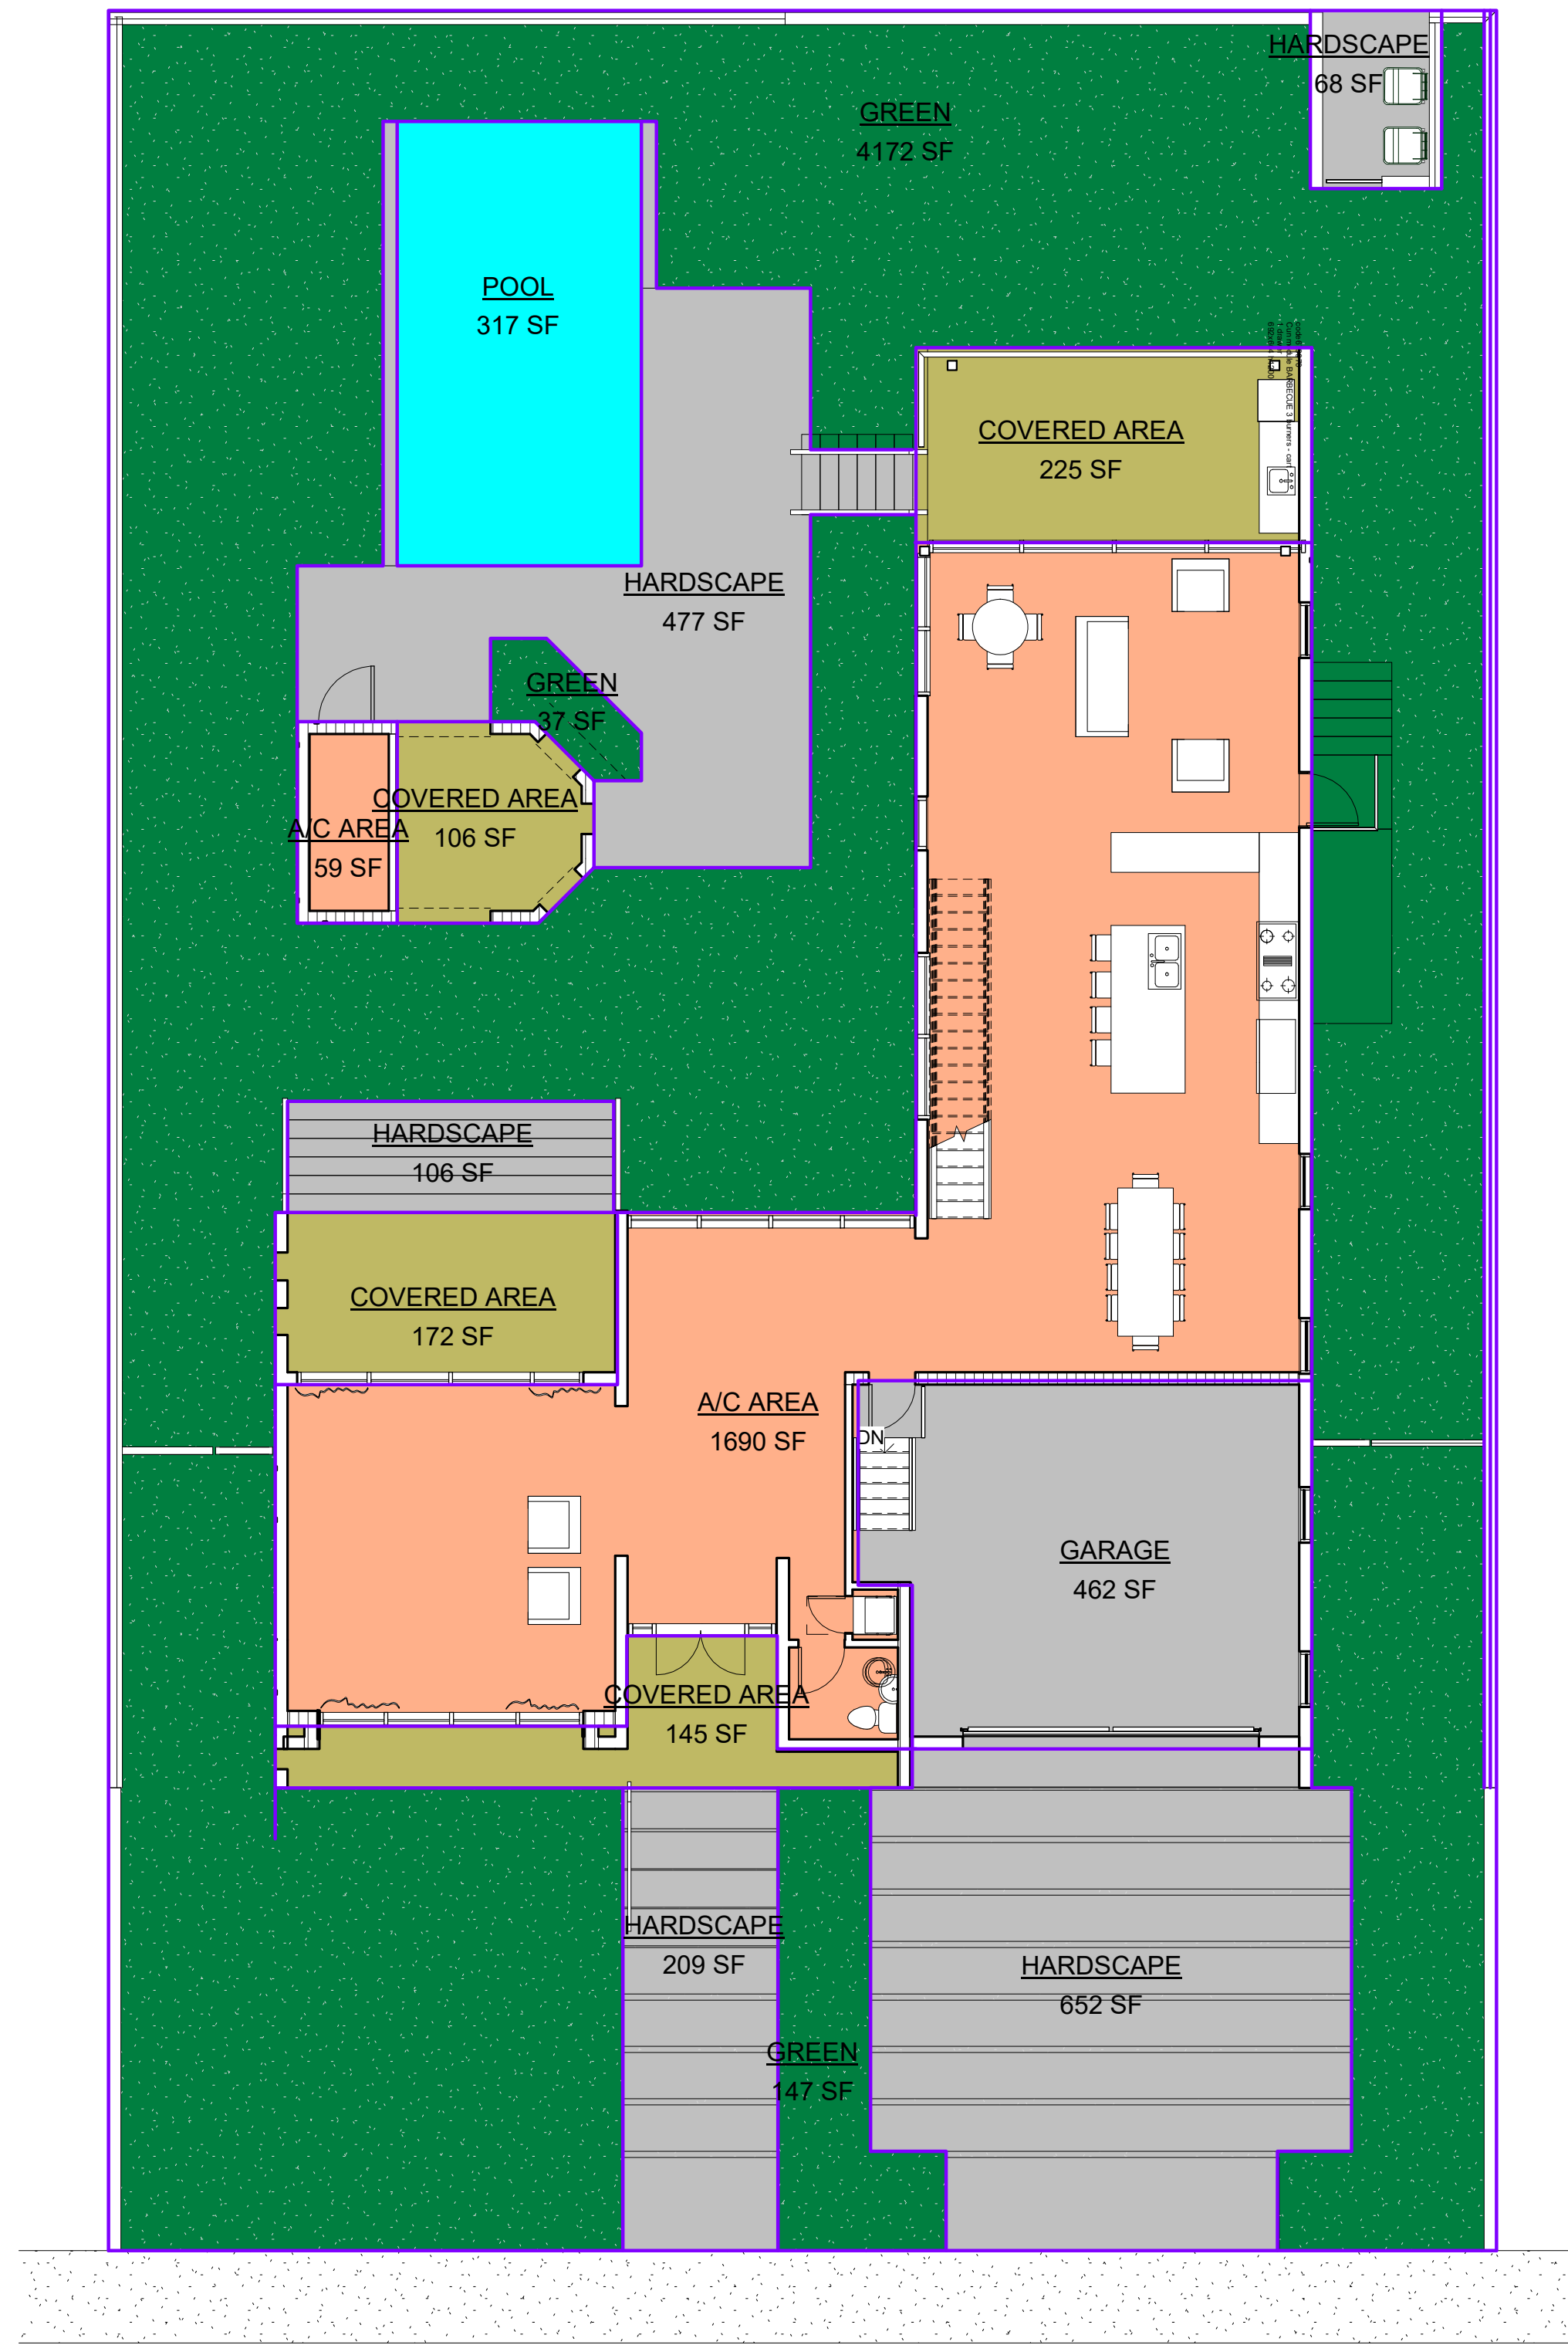 HARDSCAPE
68 SF
GREEN
4172 SF
POOL
317 SF
COVERED AREA
225 SF
HARDSCAPE
477 SF
GREEN
37 SF
COVERED AREA
106 SF
A/C AREA
59 SF
HARDSCAPE
106 SF
COVERED AREA
172 SF
A/C AREA
1690 SF
DN
GARAGE
462 SF
COVERED AREA
145 SF
HARDSCAPE
209 SF
HARDSCAPE
652 SF
GREEN
147 SF